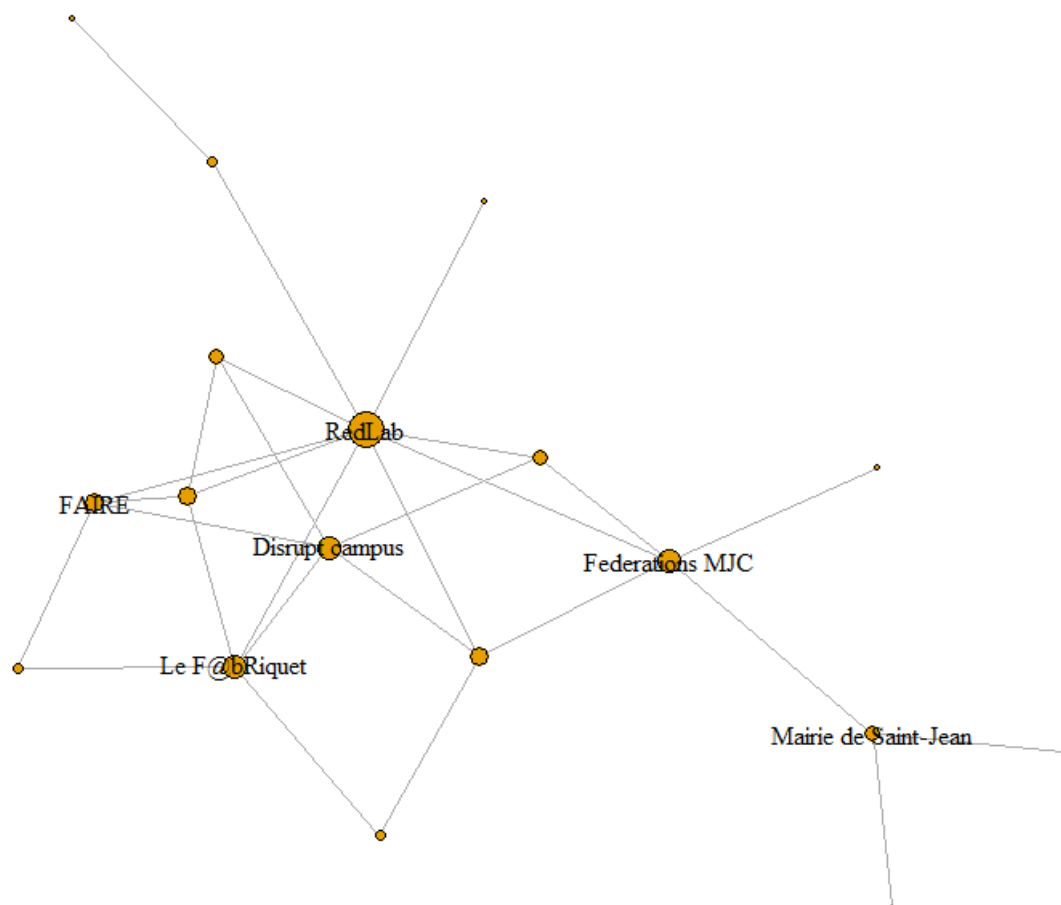 RedLab
FAIRE
Disrupt campus
Federations MJC
Le F@bRiquet
Mairie de Saint-Jean